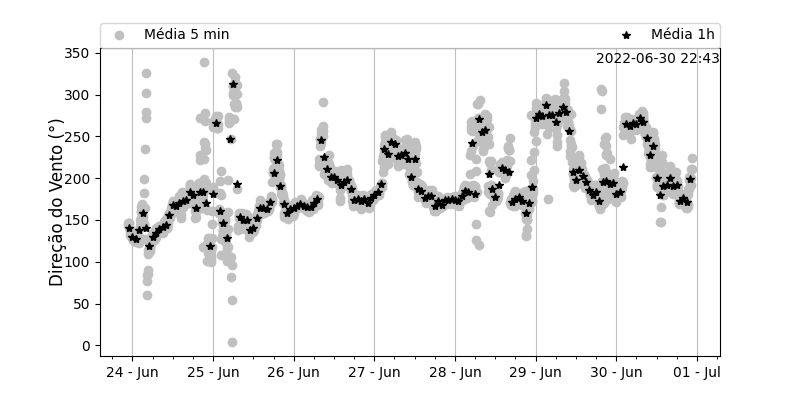 Média 5 min
Média 1h
2022-06-30 22:43
Direção do Vento (°)
350
300
250
200
150
100
50
0
24 - Jun
25 - Jun
26 - Jun
27 - Jun
28 - Jun
29 - Jun
30 - Jun
01 - Jul